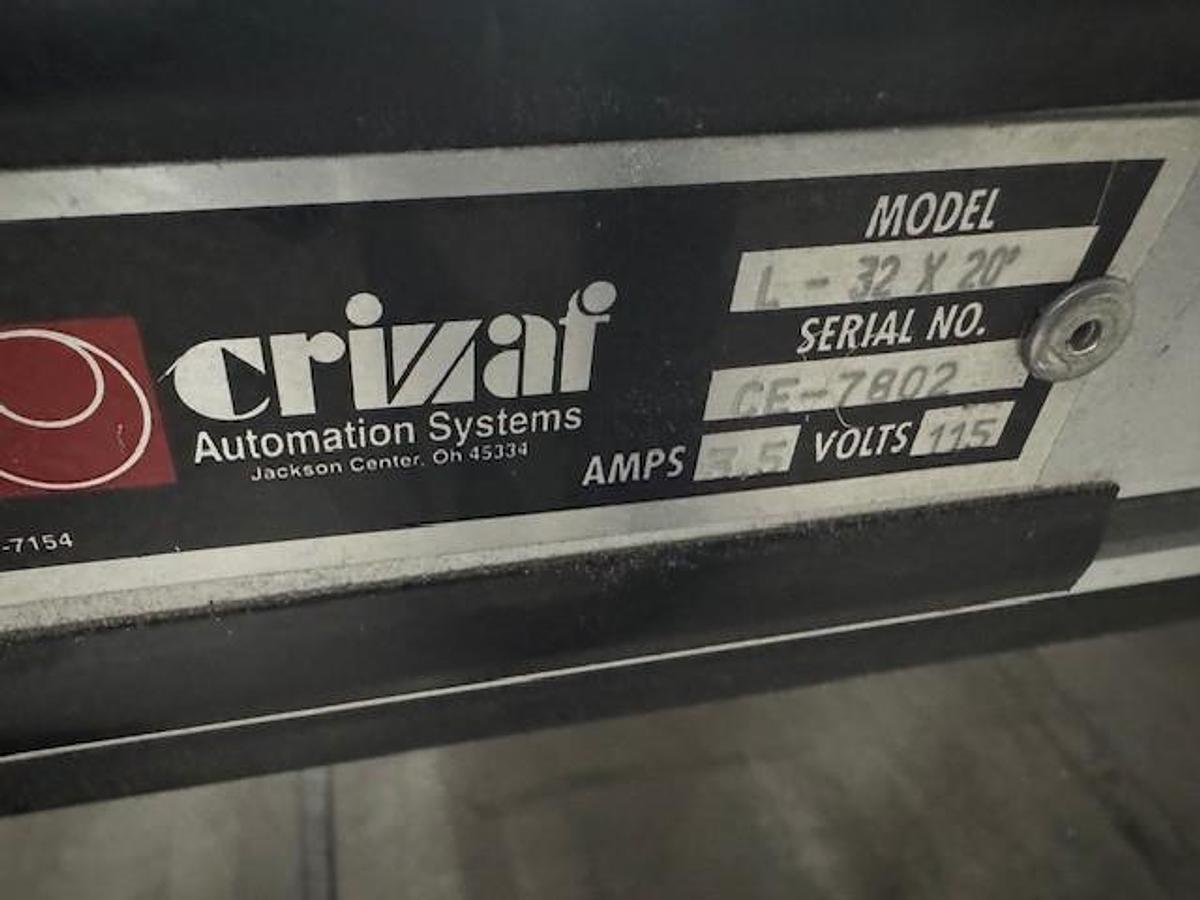 MODEL
L - 32 X 20°
SERIAL NO.
CE-7802
AMPS VOLTS 115
crizaf
Automation Systems
Jackson Center, Oh 45334
-7154